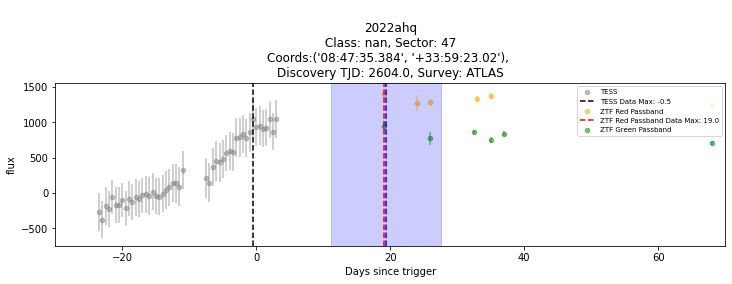 2022ahq
Class: nan, Sector: 47
Coords:('08:47:35.384', '+33:59:23.02'),
Discovery TJD: 2604.0, Survey: ATLAS
1500
1000
500
0
−500
flux
TESS
TESS Data Max: -0.5
ZTF Red Passband
ZTF Red Passband Data Max: 19.0
ZTF Green Passband
−20
0
20
40
60
Days since trigger